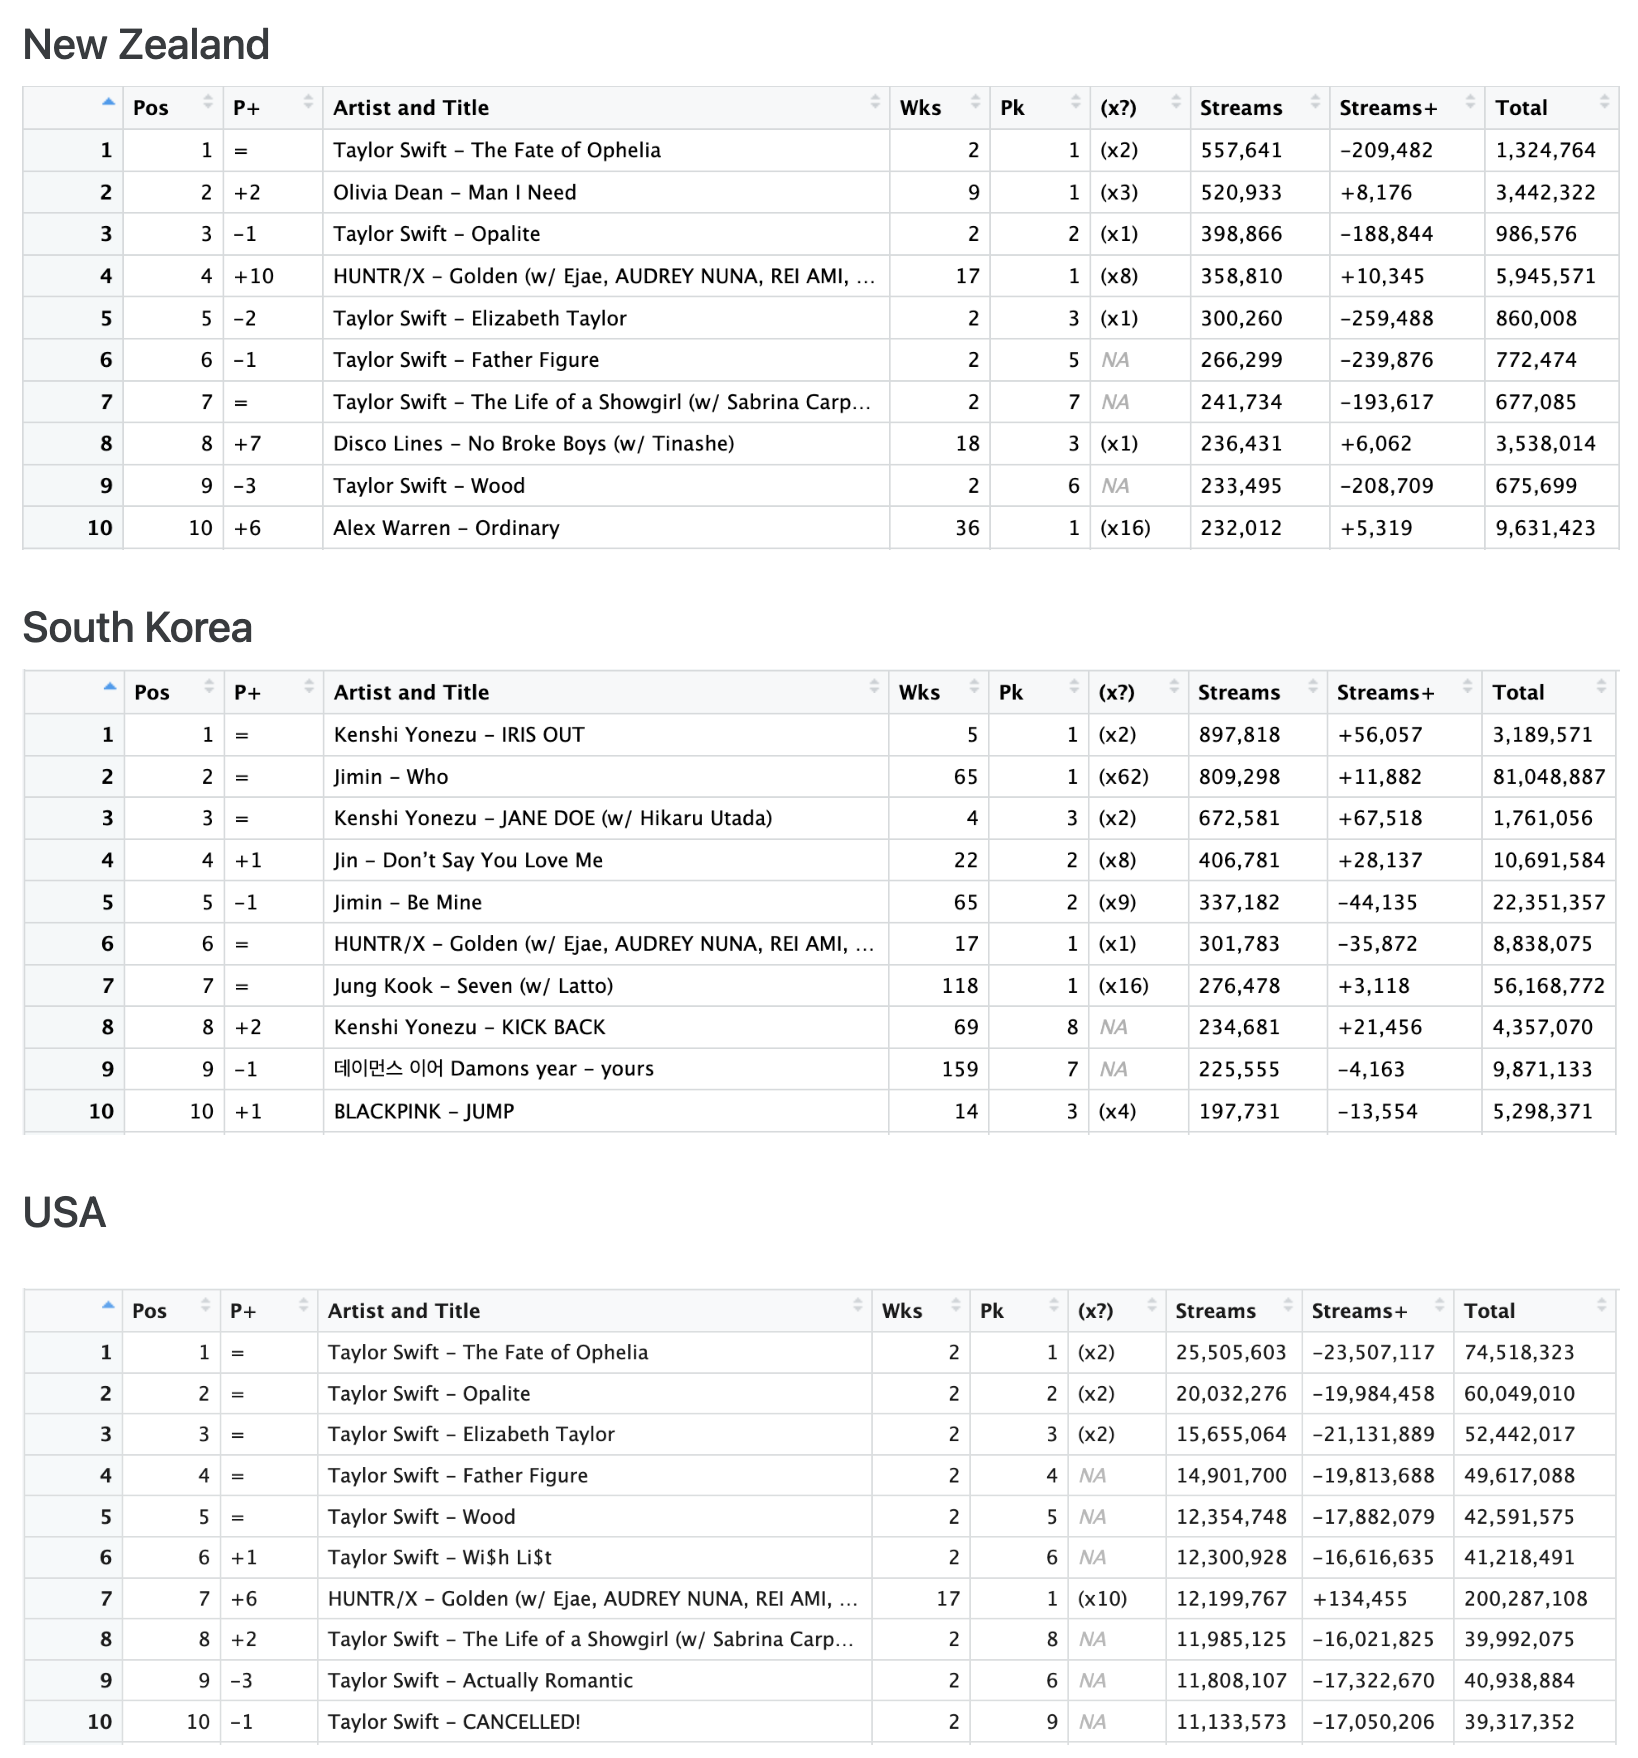 New Zealand
Pos P+ Artist and Title Wks Pk (x?) Streams Streams+ Total
1 1 = Taylor Swift – The Fate of Ophelia 2 1 (x2) 557,641 -209,482 1,324,764
2 2 +2 Olivia Dean – Man I Need 9 1 (x3) 520,933 +8,176 3,442,322
3 3 -1 Taylor Swift – Opalite 2 2 (x1) 398,866 -188,844 986,576
4 4 +10 HUNTR/X – Golden (w/ Ejae, AUDREY NUNA, REI AMI, ... 17 1 (x8) 358,810 +10,345 5,945,571
5 5 -2 Taylor Swift – Elizabeth Taylor 2 3 (x1) 300,260 -259,488 860,008
6 6 -1 Taylor Swift – Father Figure 2 5 NA 266,299 -239,876 772,474
7 7 = Taylor Swift – The Life of a Showgirl (w/ Sabrina Carp... 2 7 NA 241,734 -193,617 677,085
8 8 +7 Disco Lines – No Broke Boys (w/ Tinashe) 18 3 (x1) 236,431 +6,062 3,538,014
9 9 -3 Taylor Swift – Wood 2 6 NA 233,495 -208,709 675,699
10 10 +6 Alex Warren – Ordinary 36 1 (x16) 232,012 +5,319 9,631,423
South Korea
Pos P+ Artist and Title Wks Pk (x?) Streams Streams+ Total
1 1 = Kenshi Yonezu – IRIS OUT 5 1 (x2) 897,818 +56,057 3,189,571
2 2 = Jimin – Who 65 1 (x62) 809,298 +11,882 81,048,887
3 3 = Kenshi Yonezu – JANE DOE (w/ Hikaru Utada) 4 3 (x2) 672,581 +67,518 1,761,056
4 4 +1 Jin – Don’t Say You Love Me 22 2 (x8) 406,781 +28,137 10,691,584
5 5 -1 Jimin – Be Mine 65 2 (x9) 337,182 -44,135 22,351,357
6 6 = HUNTR/X – Golden (w/ Ejae, AUDREY NUNA, REI AMI, ... 17 1 (x1) 301,783 -35,872 8,838,075
7 7 = Jung Kook – Seven (w/ Latto) 118 1 (x16) 276,478 +3,118 56,168,772
8 8 +2 Kenshi Yonezu – KICK BACK 69 8 NA 234,681 +21,456 4,357,070
9 9 -1 데이먼스 이어 Damons year – yours 159 7 NA 225,555 -4,163 9,871,133
10 10 +1 BLACKPINK – JUMP 14 3 (x4) 197,731 -13,554 5,298,371
USA
Pos P+ Artist and Title Wks Pk (x?) Streams Streams+ Total
1 1 = Taylor Swift – The Fate of Ophelia 2 1 (x2) 25,505,603 -23,507,117 74,518,323
2 2 = Taylor Swift – Opalite 2 2 (x2) 20,032,276 -19,984,458 60,049,010
3 3 = Taylor Swift – Elizabeth Taylor 2 3 (x2) 15,655,064 -21,131,889 52,442,017
4 4 = Taylor Swift – Father Figure 2 4 NA 14,901,700 -19,813,688 49,617,088
5 5 = Taylor Swift – Wood 2 5 NA 12,354,748 -17,882,079 42,591,575
6 6 +1 Taylor Swift – Wi$h Li$t 2 6 NA 12,300,928 -16,616,635 41,218,491
7 7 +6 HUNTR/X – Golden (w/ Ejae, AUDREY NUNA, REI AMI, ... 17 1 (x10) 12,199,767 +134,455 200,287,108
8 8 +2 Taylor Swift – The Life of a Showgirl (w/ Sabrina Carp... 2 8 NA 11,985,125 -16,021,825 39,992,075
9 9 -3 Taylor Swift – Actually Romantic 2 6 NA 11,808,107 -17,322,670 40,938,884
10 10 -1 Taylor Swift – CANCELLED! 2 9 NA 11,133,573 -17,050,206 39,317,352